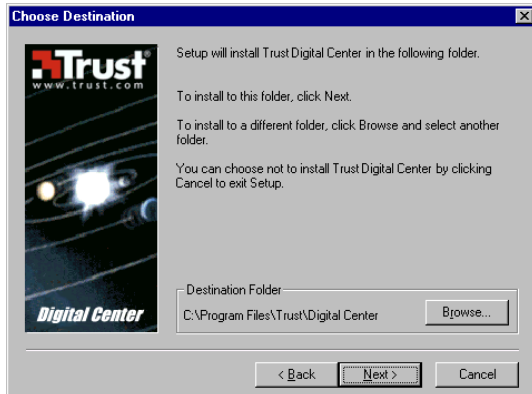 Choose Destination
Trust
www.trust.com
Digital Center
Setup will install Trust Digital Center in the following folder.
To install to this folder, click Next.
To install to a different folder, click Browse and select another
folder.
You can choose not to install Trust Digital Center by clicking
Cancel to exit Setup.
Destination Folder
C:\Program Files\Trust\Digital Center
Browse...
< Back
Next >
Cancel